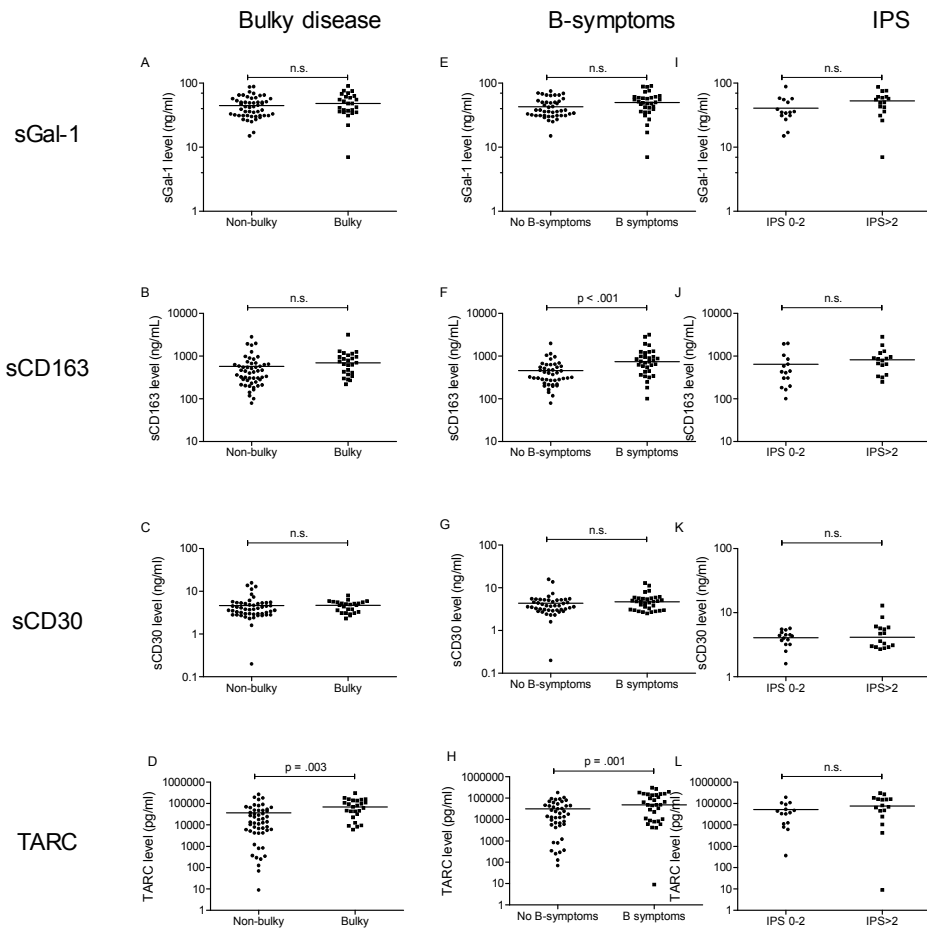 Bulky disease
B-symptoms
IPS
sGal-1
A
n.s.
sGal-1 level (ng/ml)
100
10
1
Non-bulky
Bulky
E
n.s.
sGal-1 level (ng/ml)
100
10
1
No B-symptoms
B symptoms
I
n.s.
sGal-1 level (ng/ml)
100
10
1
IPS 0-2
IPS>2
sCD163
B
n.s.
sCD163 level (ng/mL)
10000
1000
100
10
Non-bulky
Bulky
F
p < .001
sCD163 level (ng/mL)
10000
1000
100
10
No B-symptoms
B symptoms
J
n.s.
sCD163 level (ng/mL)
10000
1000
100
10
IPS 0-2
IPS>2
sCD30
C
n.s.
sCD30 level (ng/ml)
100
10
1
0.1
Non-bulky
Bulky
G
n.s.
sCD30 level (ng/ml)
100
10
1
0.1
No B-symptoms
B symptoms
K
n.s.
sCD30 level (ng/ml)
100
10
1
IPS 0-2
IPS>2
TARC
D
p = .003
TARC level (pg/ml)
1000000
100000
10000
1000
100
10
1
Non-bulky
Bulky
H
p = .001
TARC level (pg/ml)
1000000
100000
10000
1000
100
10
1
No B-symptoms
B symptoms
L
n.s.
TARC level (pg/ml)
1000000
100000
10000
1000
100
10
1
IPS 0-2
IPS>2